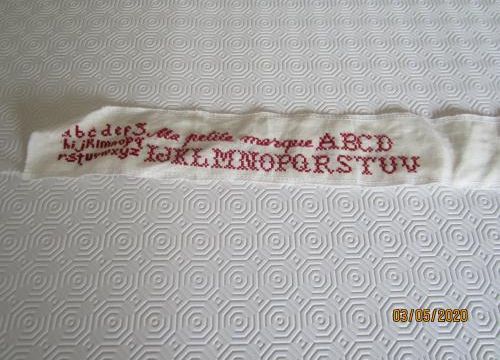 abcdefg Ma petite marque ABCD
hijklmnopq
rstuvwxyz IJKLMNOPQRSTUV
03/05/2020